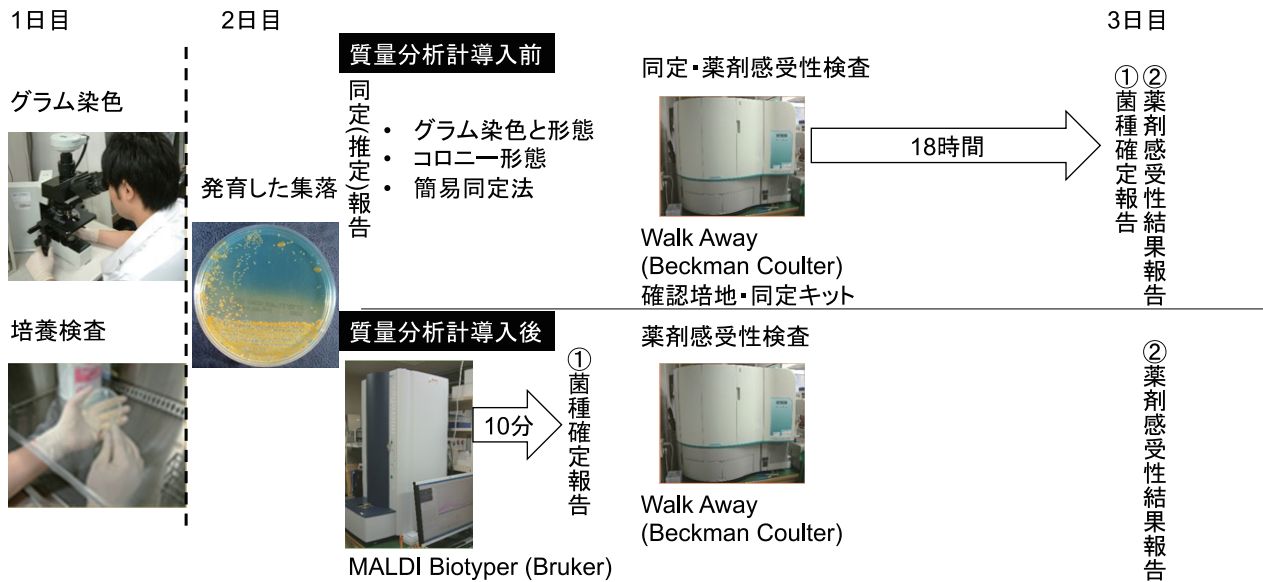 1日目
2日目
3日目
グラム染色
培養検査
発育した集落
質量分析計導入前
同定(推定)報告
• グラム染色と形態
• コロニー形態
• 簡易同定法
同定・薬剤感受性検査
Walk Away
(Beckman Coulter)
確認培地・同定キット
18時間
①菌種確定報告
②薬剤感受性結果報告
質量分析計導入後
MALDI Biotyper (Bruker)
10分
①菌種確定報告
薬剤感受性検査
Walk Away
(Beckman Coulter)
②薬剤感受性結果報告